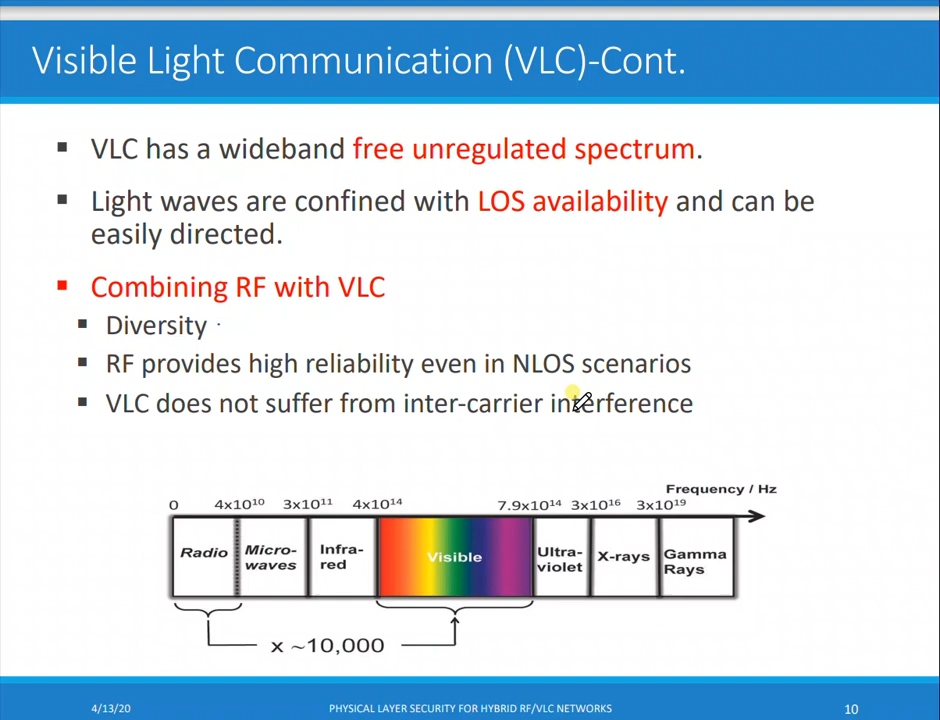 Visible Light Communication (VLC)-Cont.
▪ VLC has a wideband free unregulated spectrum.
▪ Light waves are confined with LOS availability and can be
easily directed.
▪ Combining RF with VLC
▪ Diversity
▪ RF provides high reliability even in NLOS scenarios
▪ VLC does not suffer from inter-carrier interference
Frequency / Hz
0 4x10¹⁰ 3x10¹¹ 4x10¹⁴ 7.9x10¹⁴ 3x10¹⁶ 3x10¹⁹
Radio Micro- Infra- Visible Ultra- X-rays Gamma
waves red violet Rays
x ~10,000
4/13/20 PHYSICAL LAYER SECURITY FOR HYBRID RF/VLC NETWORKS 10